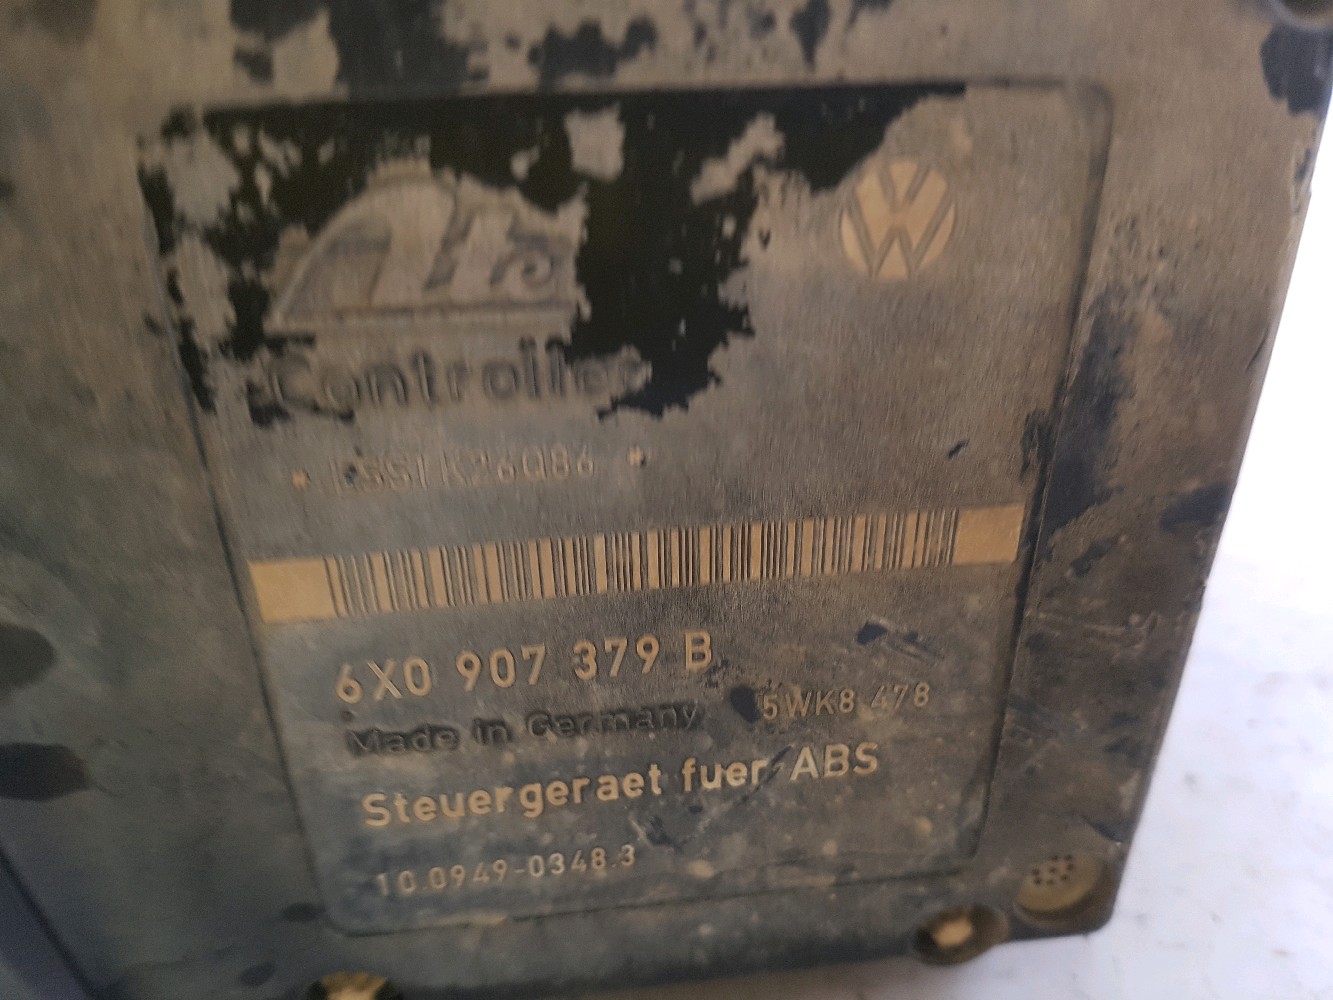 Ate
Controller
6X0 907 379 B
Made in Germany 5WK8 478
Steuergeraet fuer ABS
10.0949-0348.3